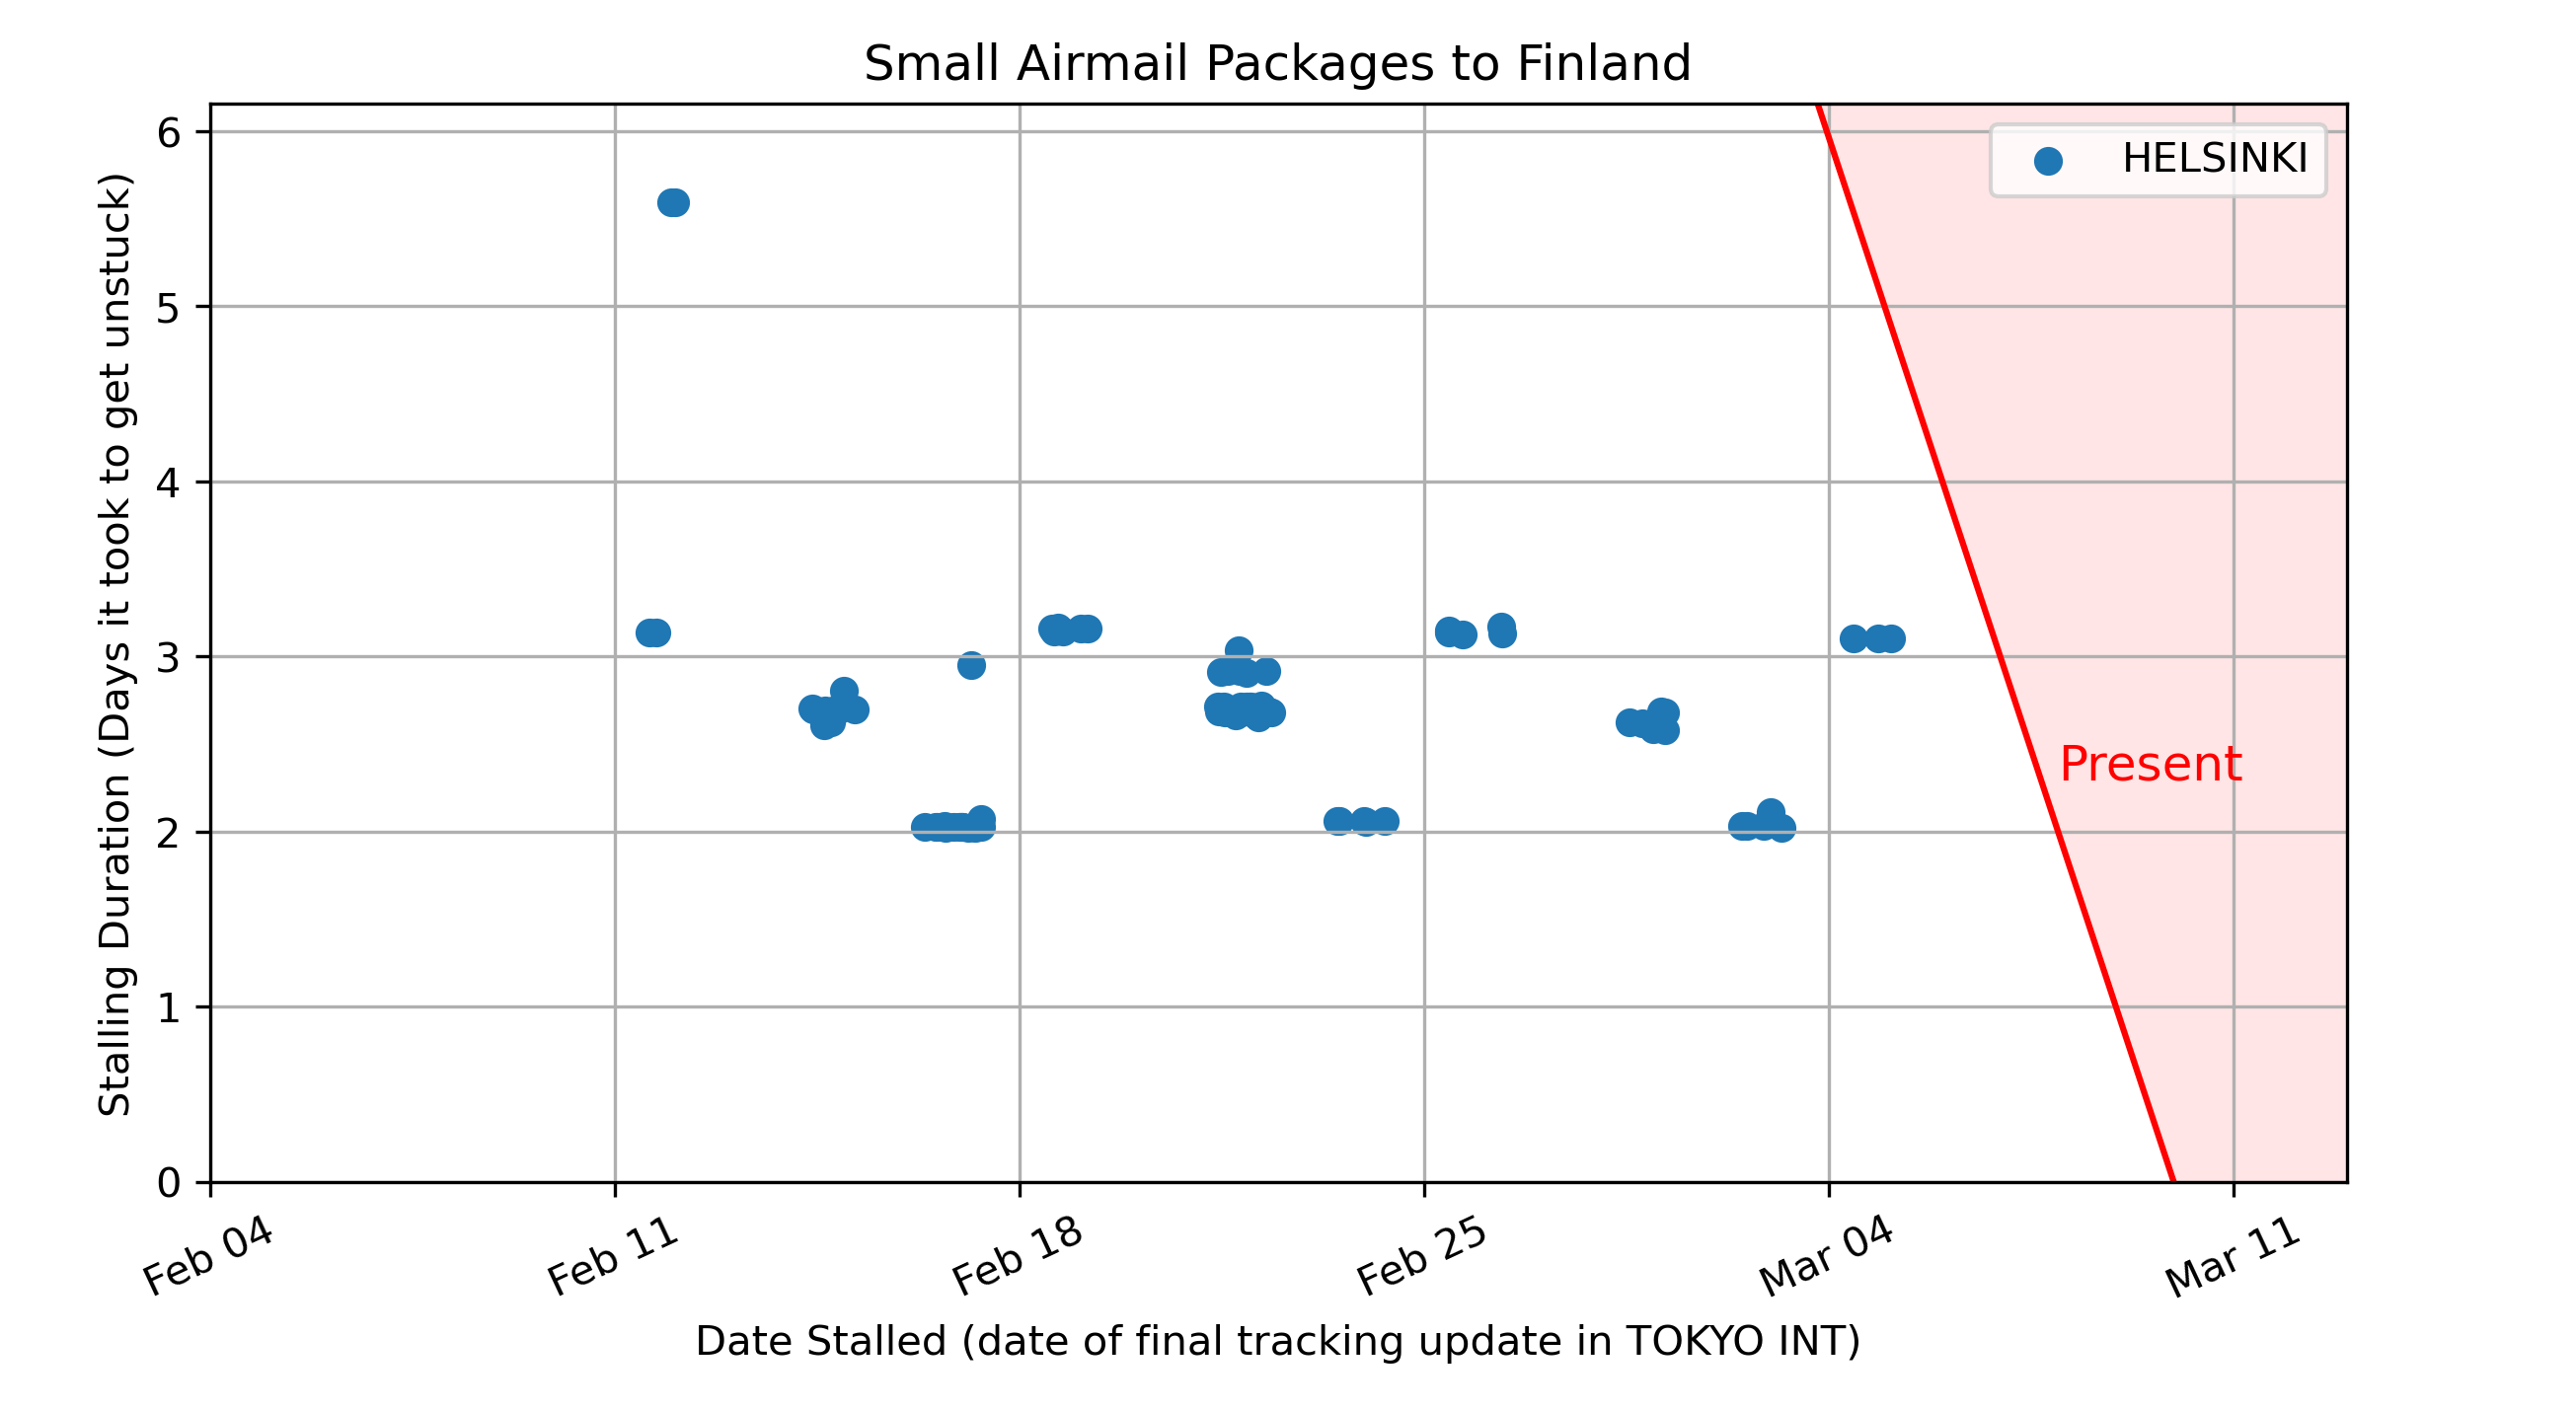 Small Airmail Packages to Finland
Stalling Duration (Days it took to get unstuck)
6
5
4
3
2
1
0
HELSINKI
Present
Feb 04
Feb 11
Feb 18
Feb 25
Mar 04
Mar 11
Date Stalled (date of final tracking update in TOKYO INT)